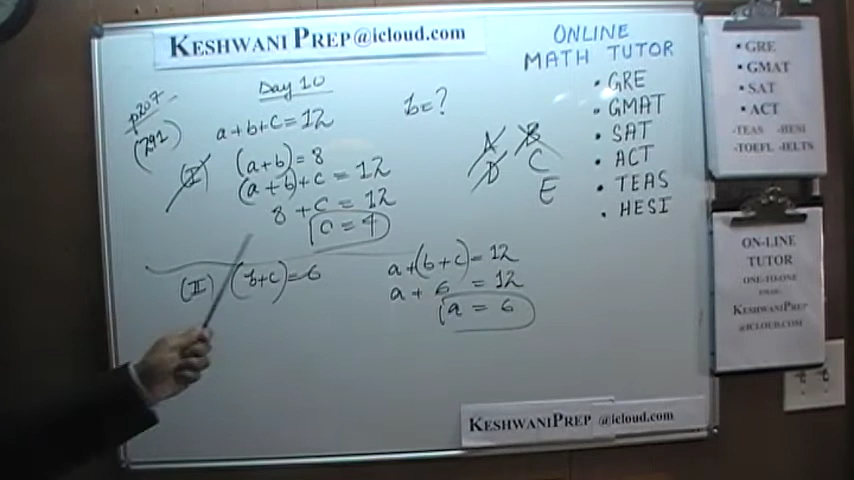 KESHWANI PREP@icloud.com
Day 10
p207
(292)
a+b+c=12
b=?
(I)
(a+b)=8
(a+b)+c=12
8+c=12
c=4
A B
D C
E
(II) (b+c)=6
a+(b+c)=12
a+6=12
a=6
ONLINE
MATH TUTOR
• GRE
• GMAT
• SAT
• ACT
• TEAS
• HESI
• GRE
• GMAT
• SAT
• ACT
-TEAS -HESI
-TOEFL -IELTS
ON-LINE
TUTOR
ONE-TO-ONE
KESHWANIPREP
@ICLOUD.COM
KESHWANIPREP @icloud.com